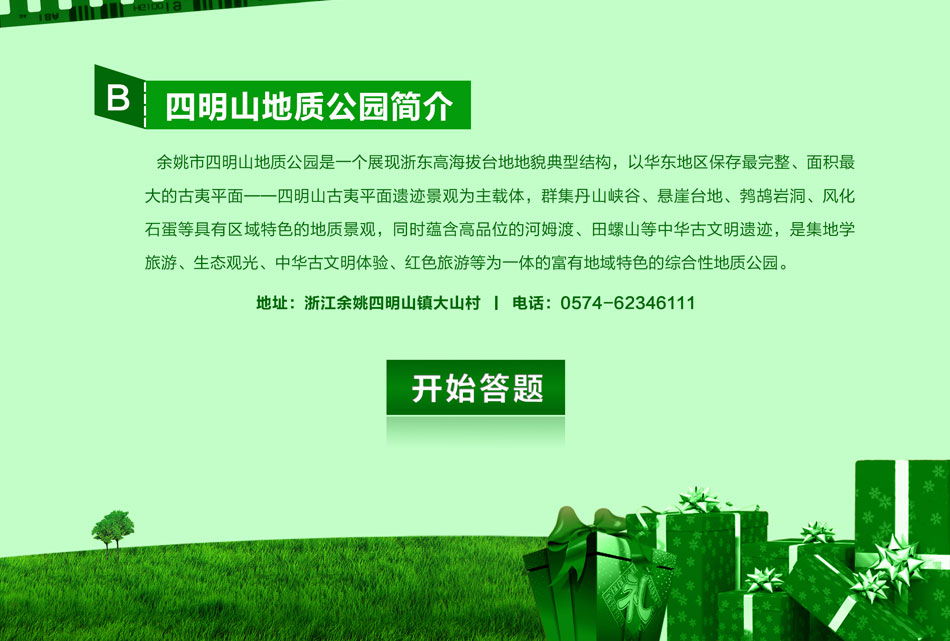 B
四明山地质公园简介
余姚市四明山地质公园是一个展现浙东高海拔台地地貌典型结构，以华东地区保存最完整、面积最
大的古夷平面——四明山古夷平面遗迹景观为主载体，群集丹山峡谷、悬崖台地、鹁鸪岩洞、风化
石蛋等具有区域特色的地质景观，同时蕴含高品位的河姆渡、田螺山等中华古文明遗迹，是集地学
旅游、生态观光、中华古文明体验、红色旅游等为一体的富有地域特色的综合性地质公园。
地址：浙江余姚四明山镇大山村 | 电话：0574-62346111
开始答题
礼